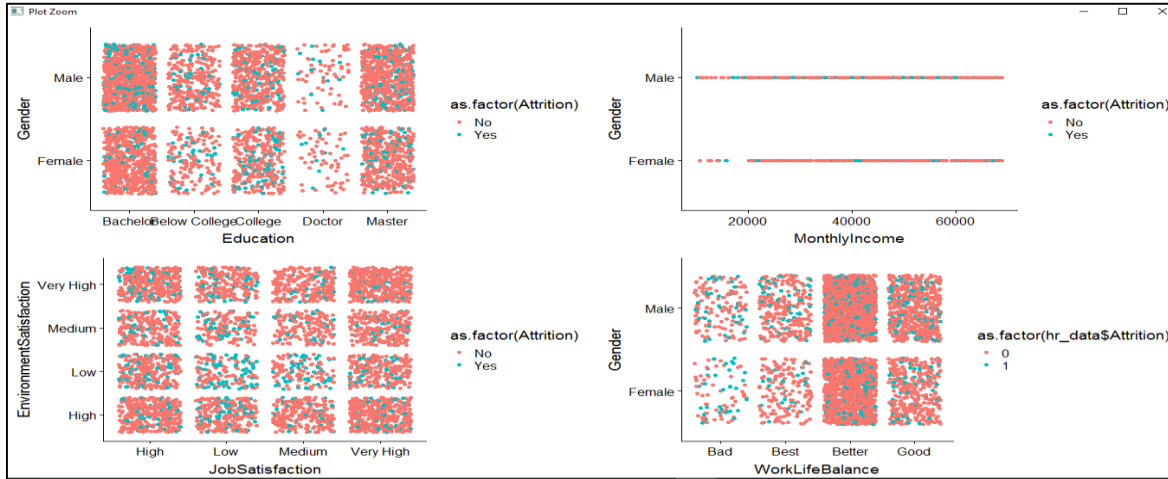 Plot Zoom
Male
Female
Gender
Bachelor Below College College Doctor Master
Education
as.factor(Attrition)
No
Yes
Male
Female
Gender
20000 40000 60000
MonthlyIncome
as.factor(Attrition)
No
Yes
Very High
Medium
Low
High
EnvironmentSatisfaction
High Low Medium Very High
JobSatisfaction
as.factor(Attrition)
No
Yes
Male
Female
Gender
Bad Best Better Good
WorkLifeBalance
as.factor(hr_data$Attrition)
0
1